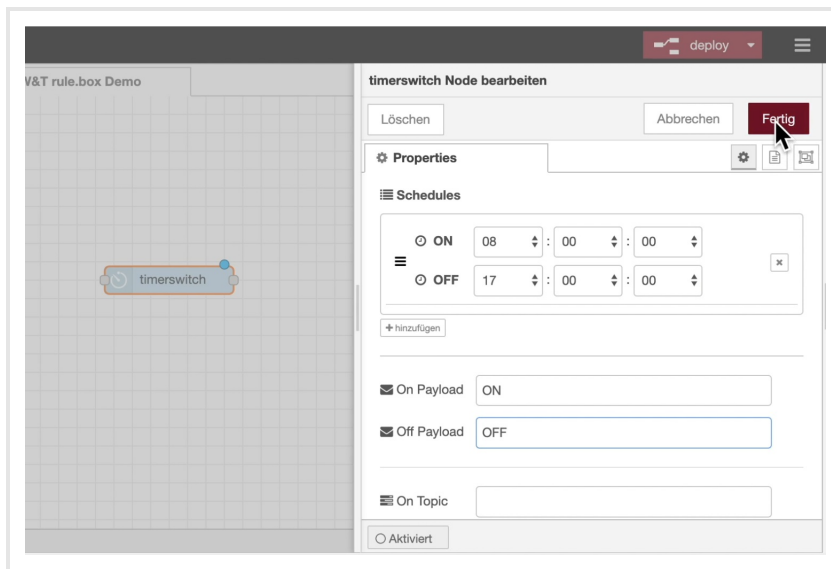 deploy
W&T rule.box Demo
timerswitch Node bearbeiten
Löschen
Abbrechen
Fertig
Properties
Schedules
ON 08 : 00 : 00
OFF 17 : 00 : 00
hinzufügen
On Payload ON
Off Payload OFF
On Topic
Aktiviert
timerswitch